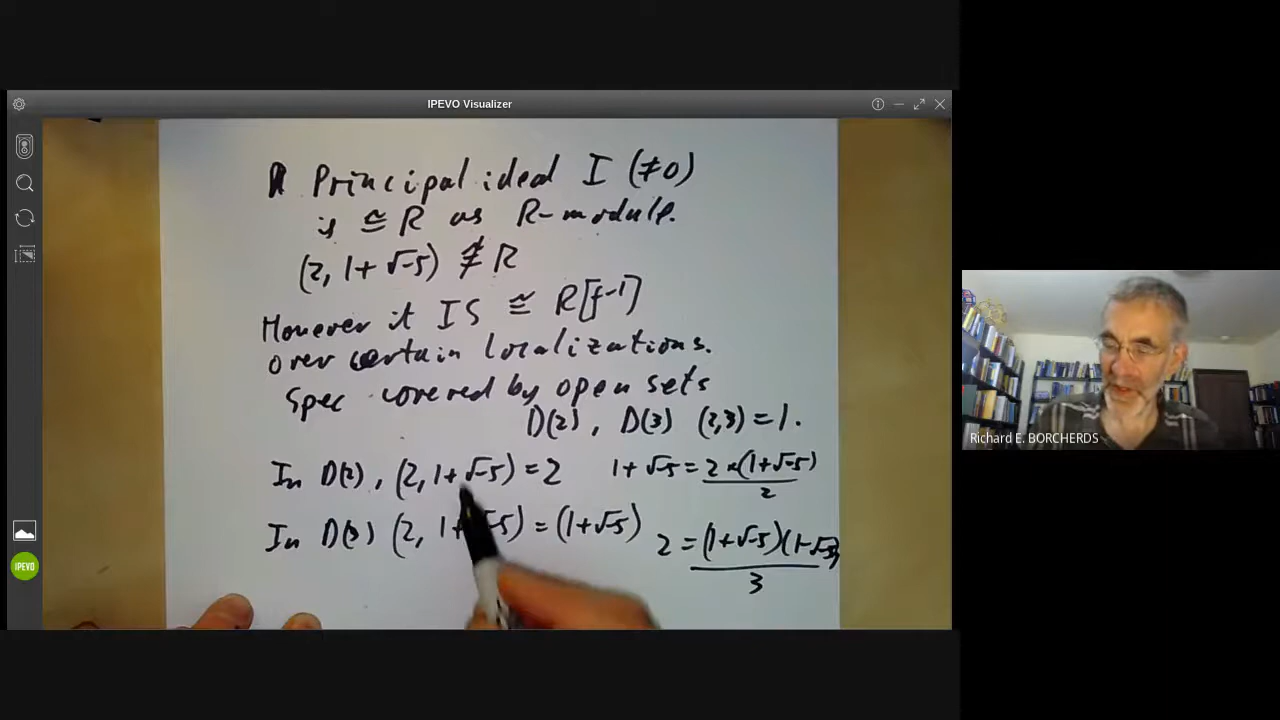 IPEVO Visualizer
Principal ideal I (≠0)
is ≅ R as R-module.
(2, 1+√-5) ≇ R
However it IS ≅ R[f⁻¹]
over certain localizations.
Spec covered by open sets
D(2), D(3) (2,3)=1.
In D(2), (2, 1+√-5) = 2 1+√-5 = 2×(1+√-5)/2
In D(3) (2, 1+√-5) = (1+√-5) 2 = (1+√-5)(1-√-5)/3
Richard E. BORCHERDS
IPEVO